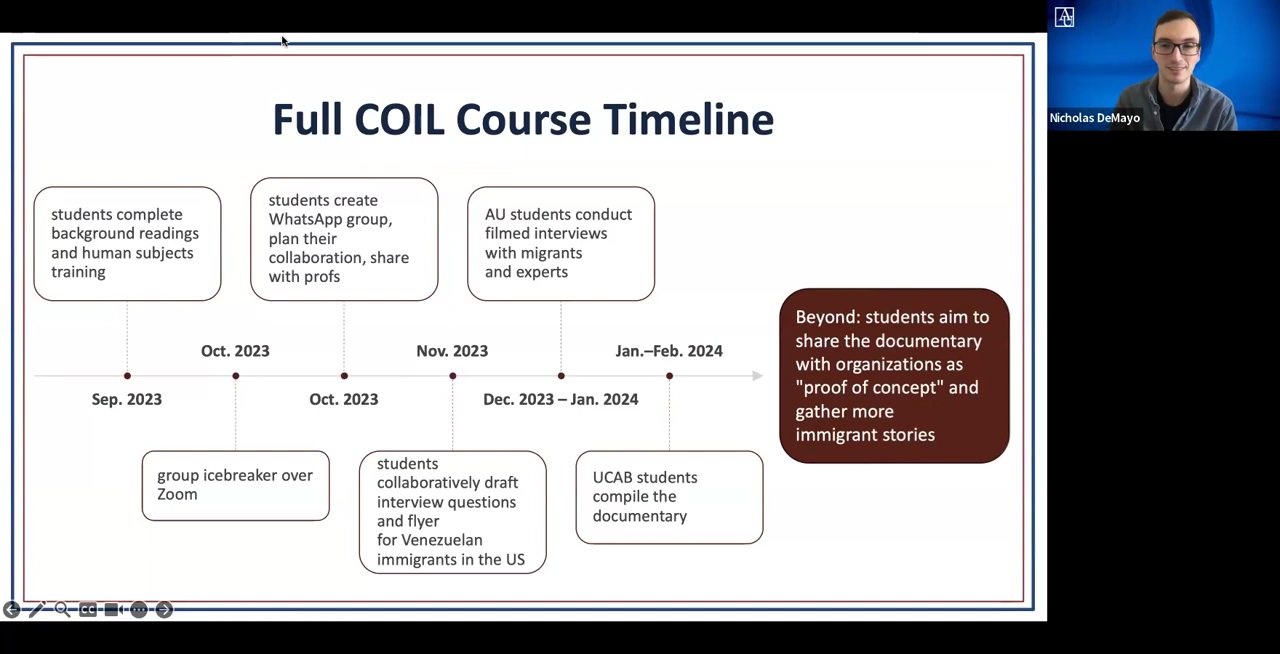 Full COIL Course Timeline
students complete
background readings
and human subjects
training
students create
WhatsApp group,
plan their
collaboration, share
with profs
AU students conduct
filmed interviews
with migrants
and experts
Oct. 2023
Nov. 2023
Jan.–Feb. 2024
Sep. 2023
Oct. 2023
Dec. 2023 – Jan. 2024
group icebreaker over
Zoom
students
collaboratively draft
interview questions
and flyer
for Venezuelan
immigrants in the US
UCAB students
compile the
documentary
Beyond: students aim to
share the documentary
with organizations as
"proof of concept" and
gather more
immigrant stories
CC
Nicholas DeMayo